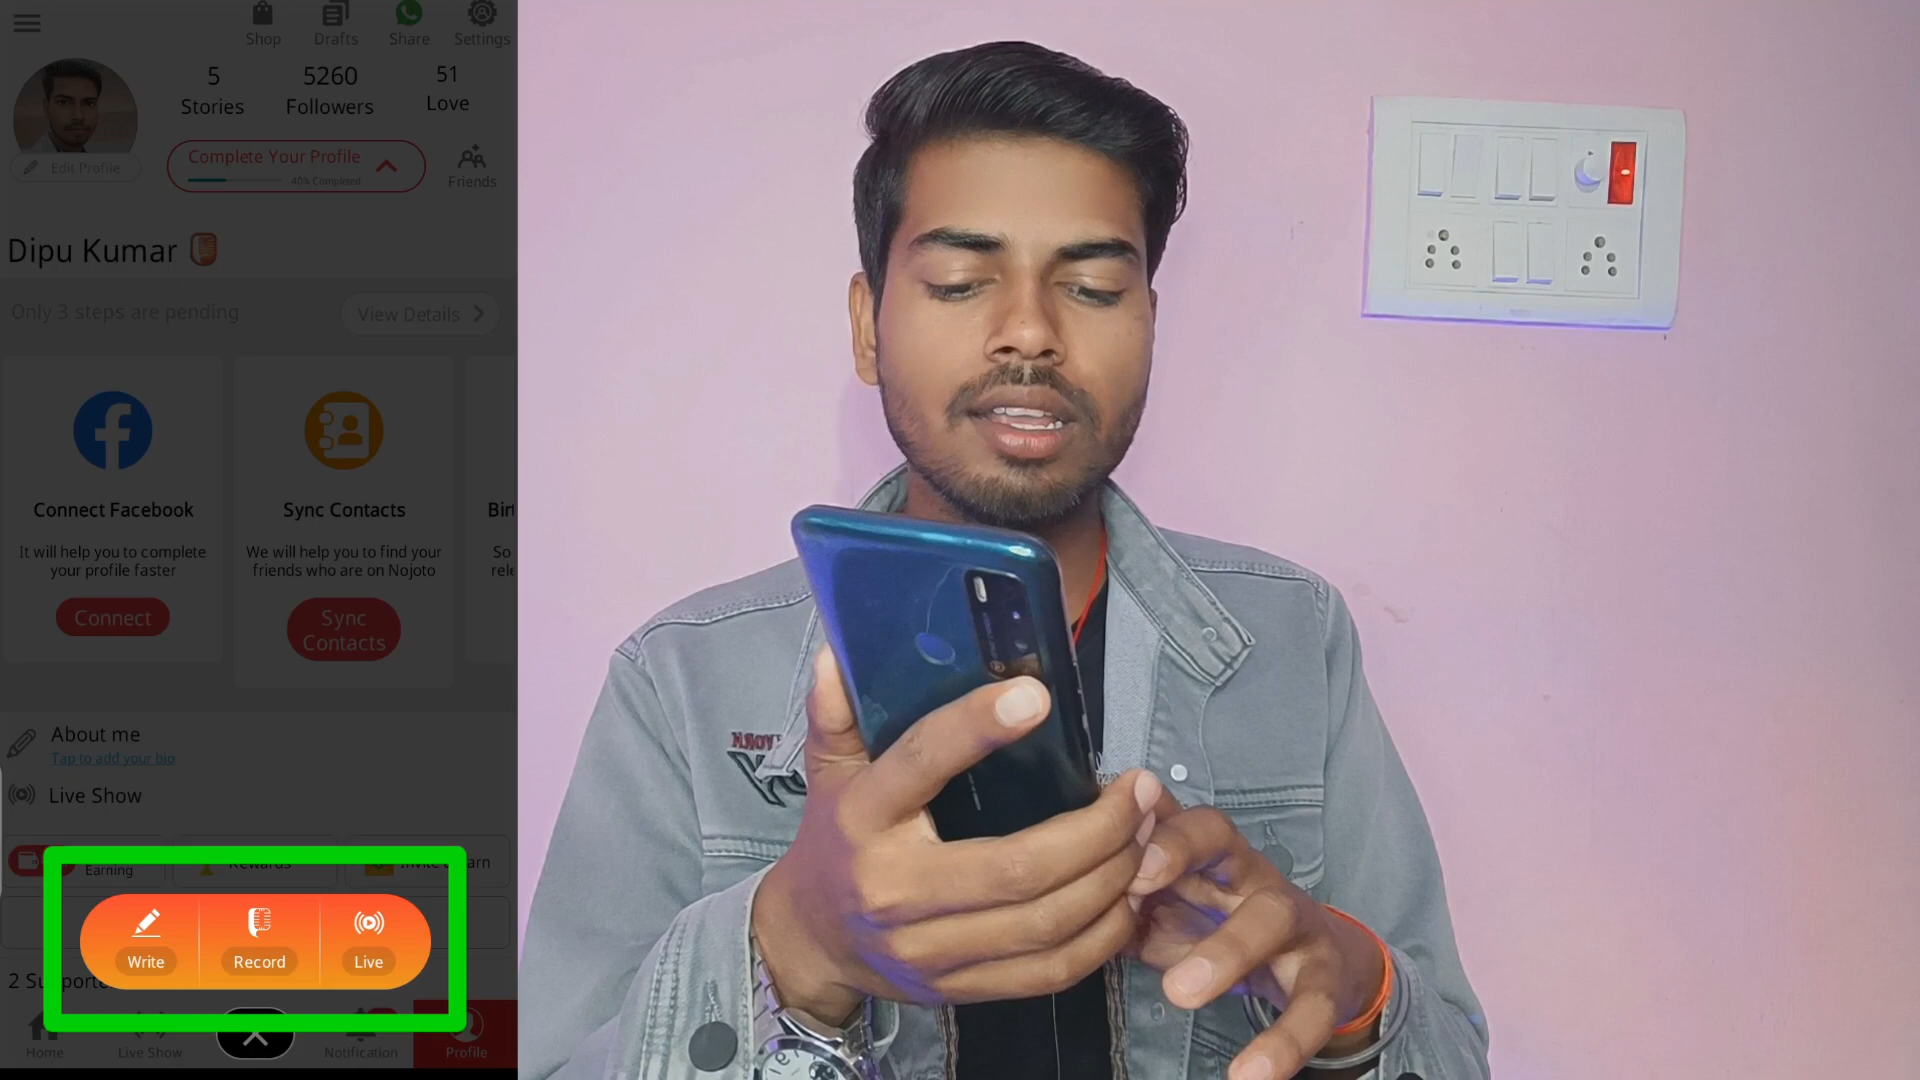 Shop Drafts Share Settings
5 5260 51
Stories Followers Love
Edit Profile
Complete Your Profile
40% Completed
Friends
Dipu Kumar
Only 3 steps are pending
View Details
Connect Facebook
It will help you to complete
your profile faster
Connect
Sync Contacts
We will help you to find your
friends who are on Nojoto
Sync
Contacts
So
About me
Tap to add your bio
Live Show
Earning
Rewards
Write Record Live
2
Home Live Show Notification Profile